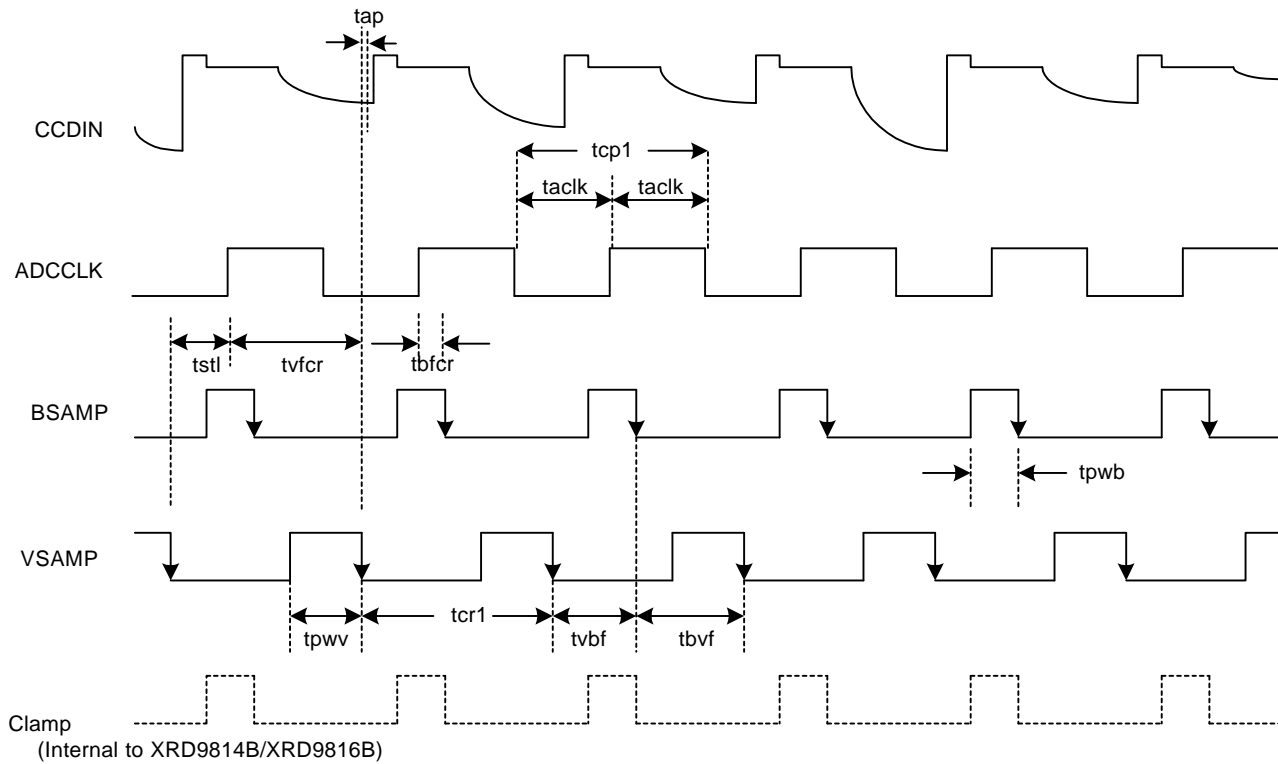 tap
CCDIN
tcp1
taclk taclk
ADCCLK
tstl tvfcr tbfcr
BSAMP
tpwb
VSAMP
tpwv tcr1 tvbf tbvf
Clamp
(Internal to XRD9814B/XRD9816B)